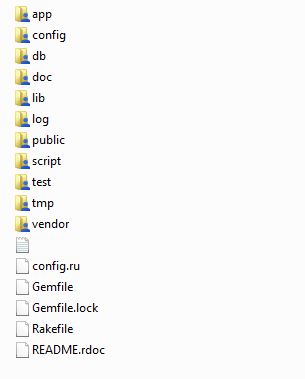 app
config
db
doc
lib
log
public
script
test
tmp
vendor
config.ru
Gemfile
Gemfile.lock
Rakefile
README.rdoc